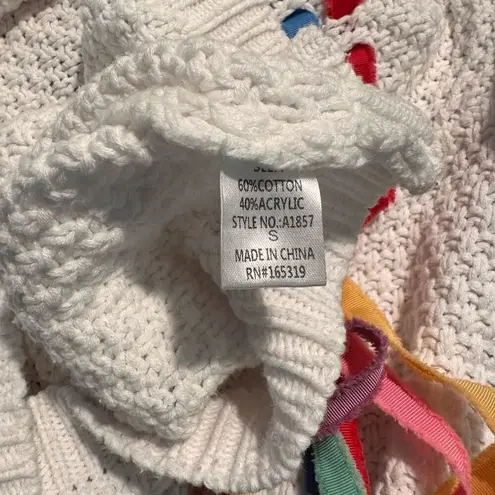 60%COTTON
40%ACRYLIC
STYLE NO.:A1857
S
MADE IN CHINA
RN#165319